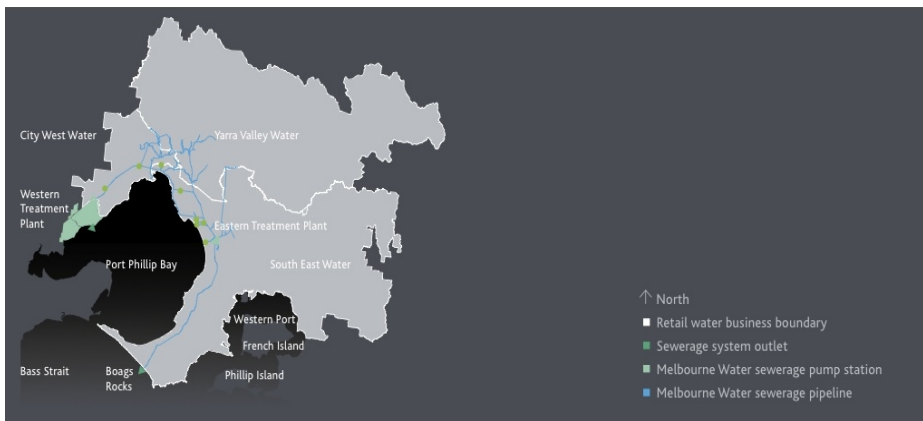 City West Water
Yarra Valley Water
Western
Treatment
Plant
Eastern Treatment Plant
Port Phillip Bay
South East Water
Western Port
French Island
Bass Strait
Boags
Rocks
Phillip Island
North
Retail water business boundary
Sewerage system outlet
Melbourne Water sewerage pump station
Melbourne Water sewerage pipeline